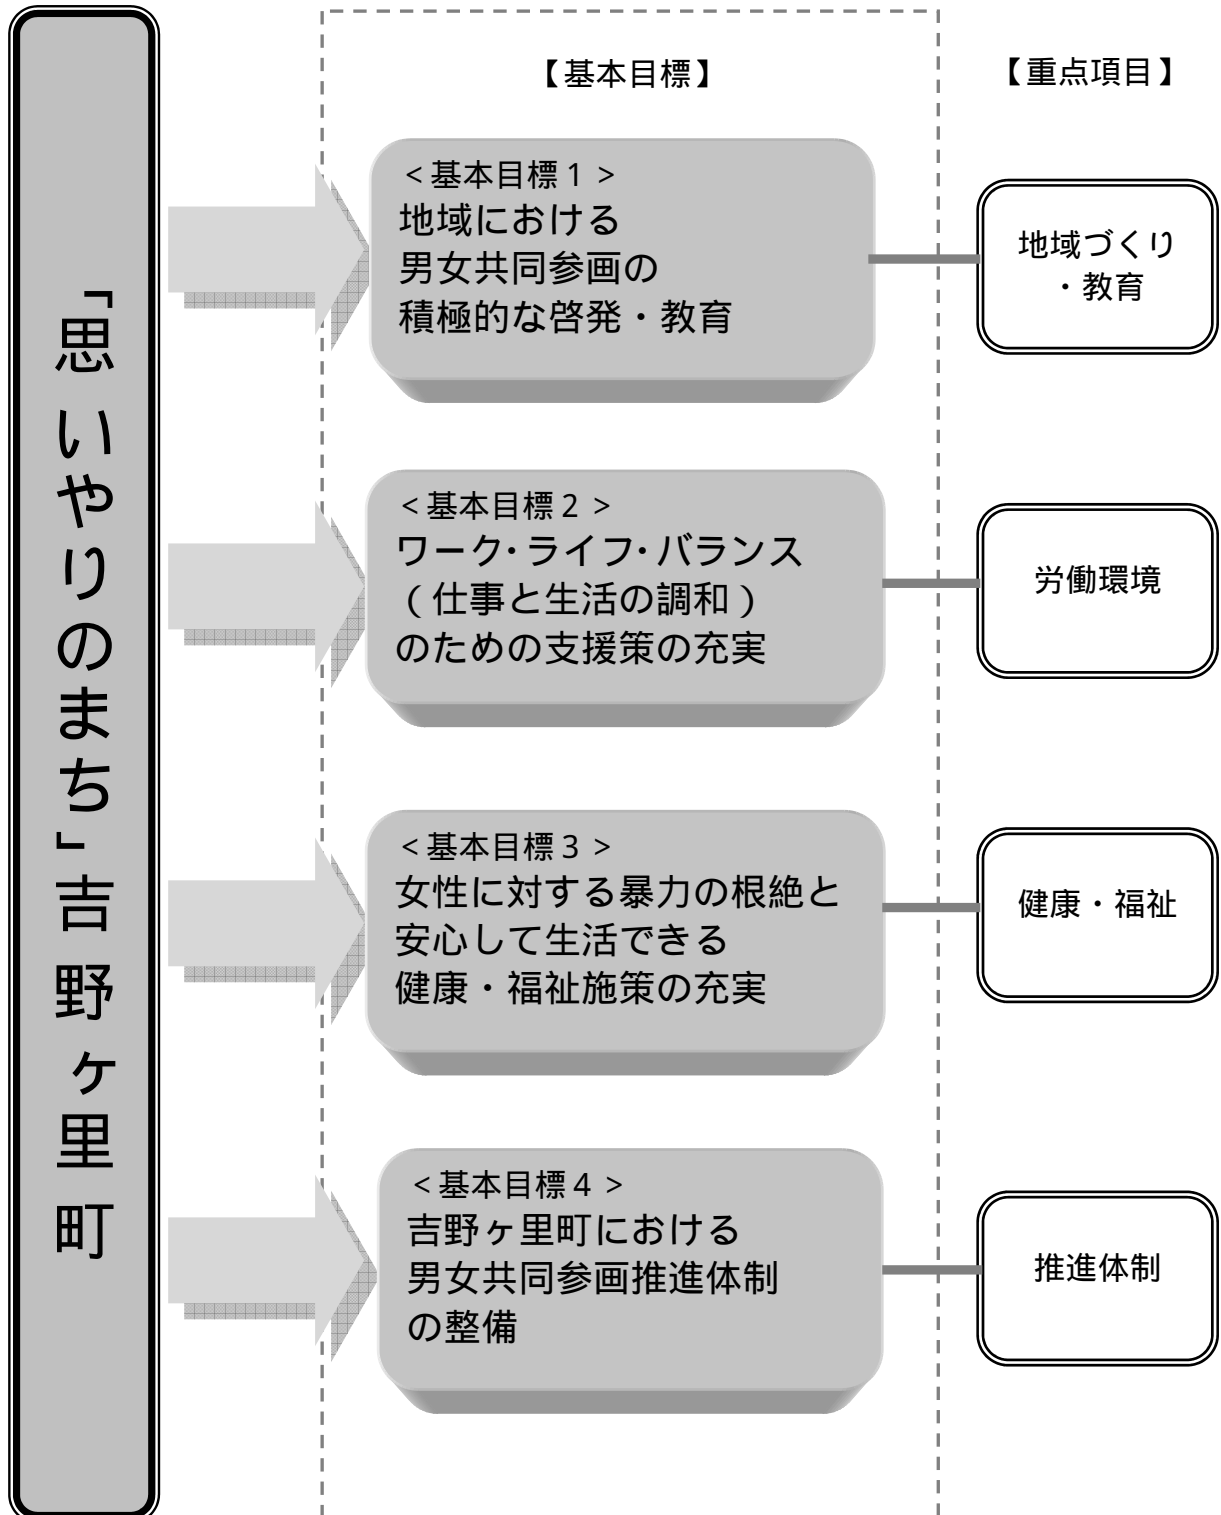 「思いやりのまち」吉野ヶ里町
【基本目標】
【重点項目】
＜基本目標１＞
地域における
男女共同参画の
積極的な啓発・教育
地域づくり
・教育
＜基本目標２＞
ワーク・ライフ・バランス
（仕事と生活の調和）
のための支援策の充実
労働環境
＜基本目標３＞
女性に対する暴力の根絶と
安心して生活できる
健康・福祉施策の充実
健康・福祉
＜基本目標４＞
吉野ヶ里町における
男女共同参画推進体制
の整備
推進体制